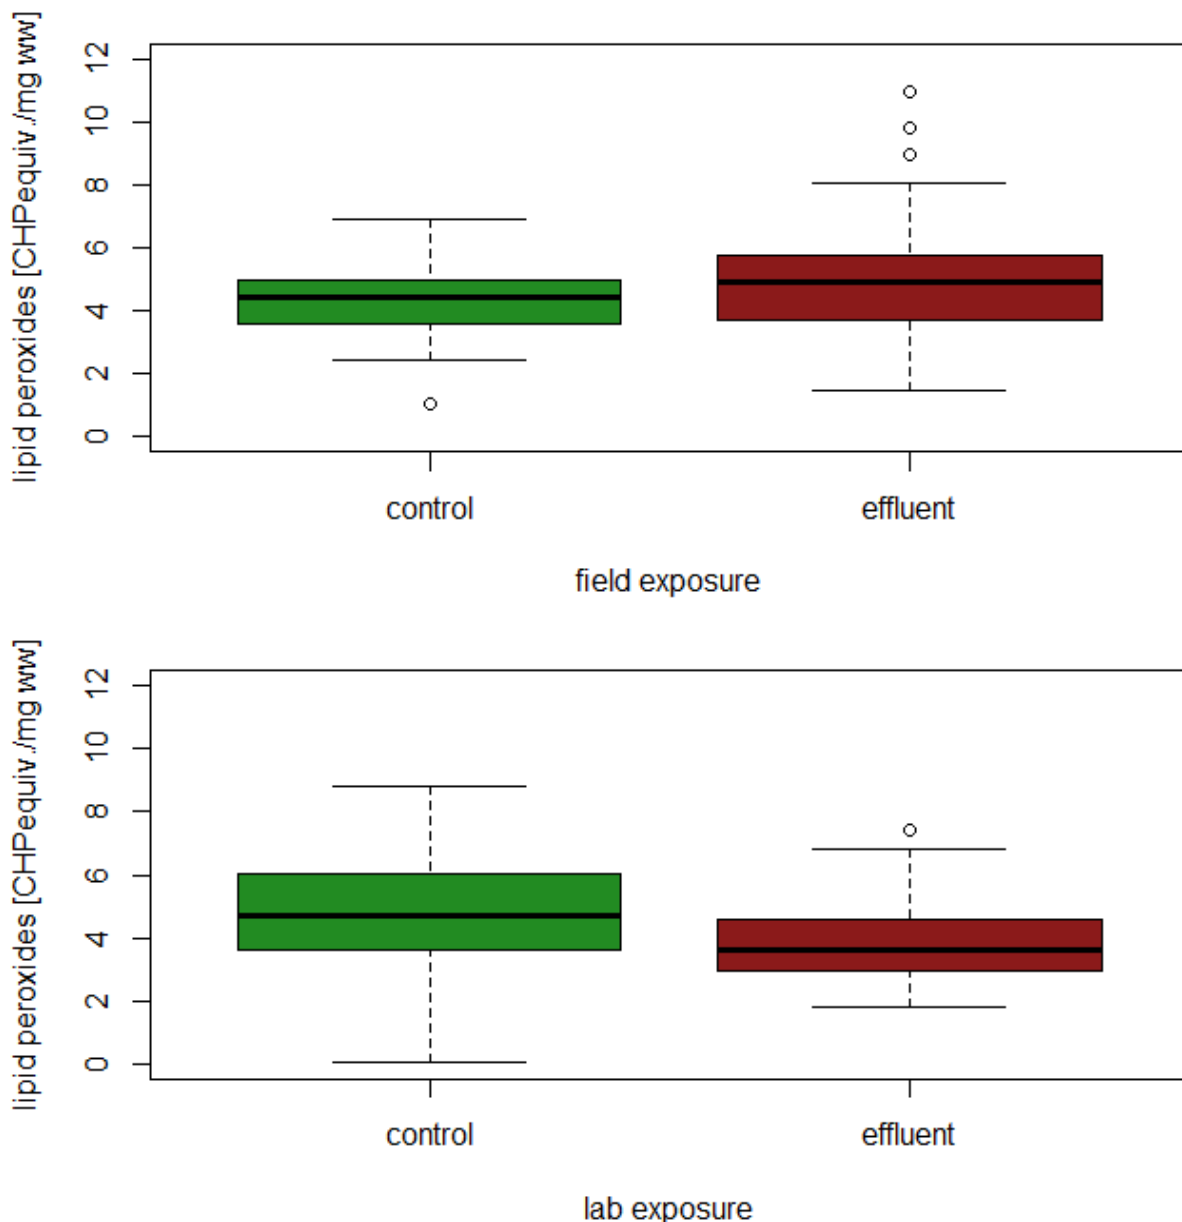 lipid peroxides [CHPequiv./mg ww]
12
10
8
6
4
2
0
control
effluent
field exposure
lipid peroxides [CHPequiv./mg ww]
12
10
8
6
4
2
0
control
effluent
lab exposure